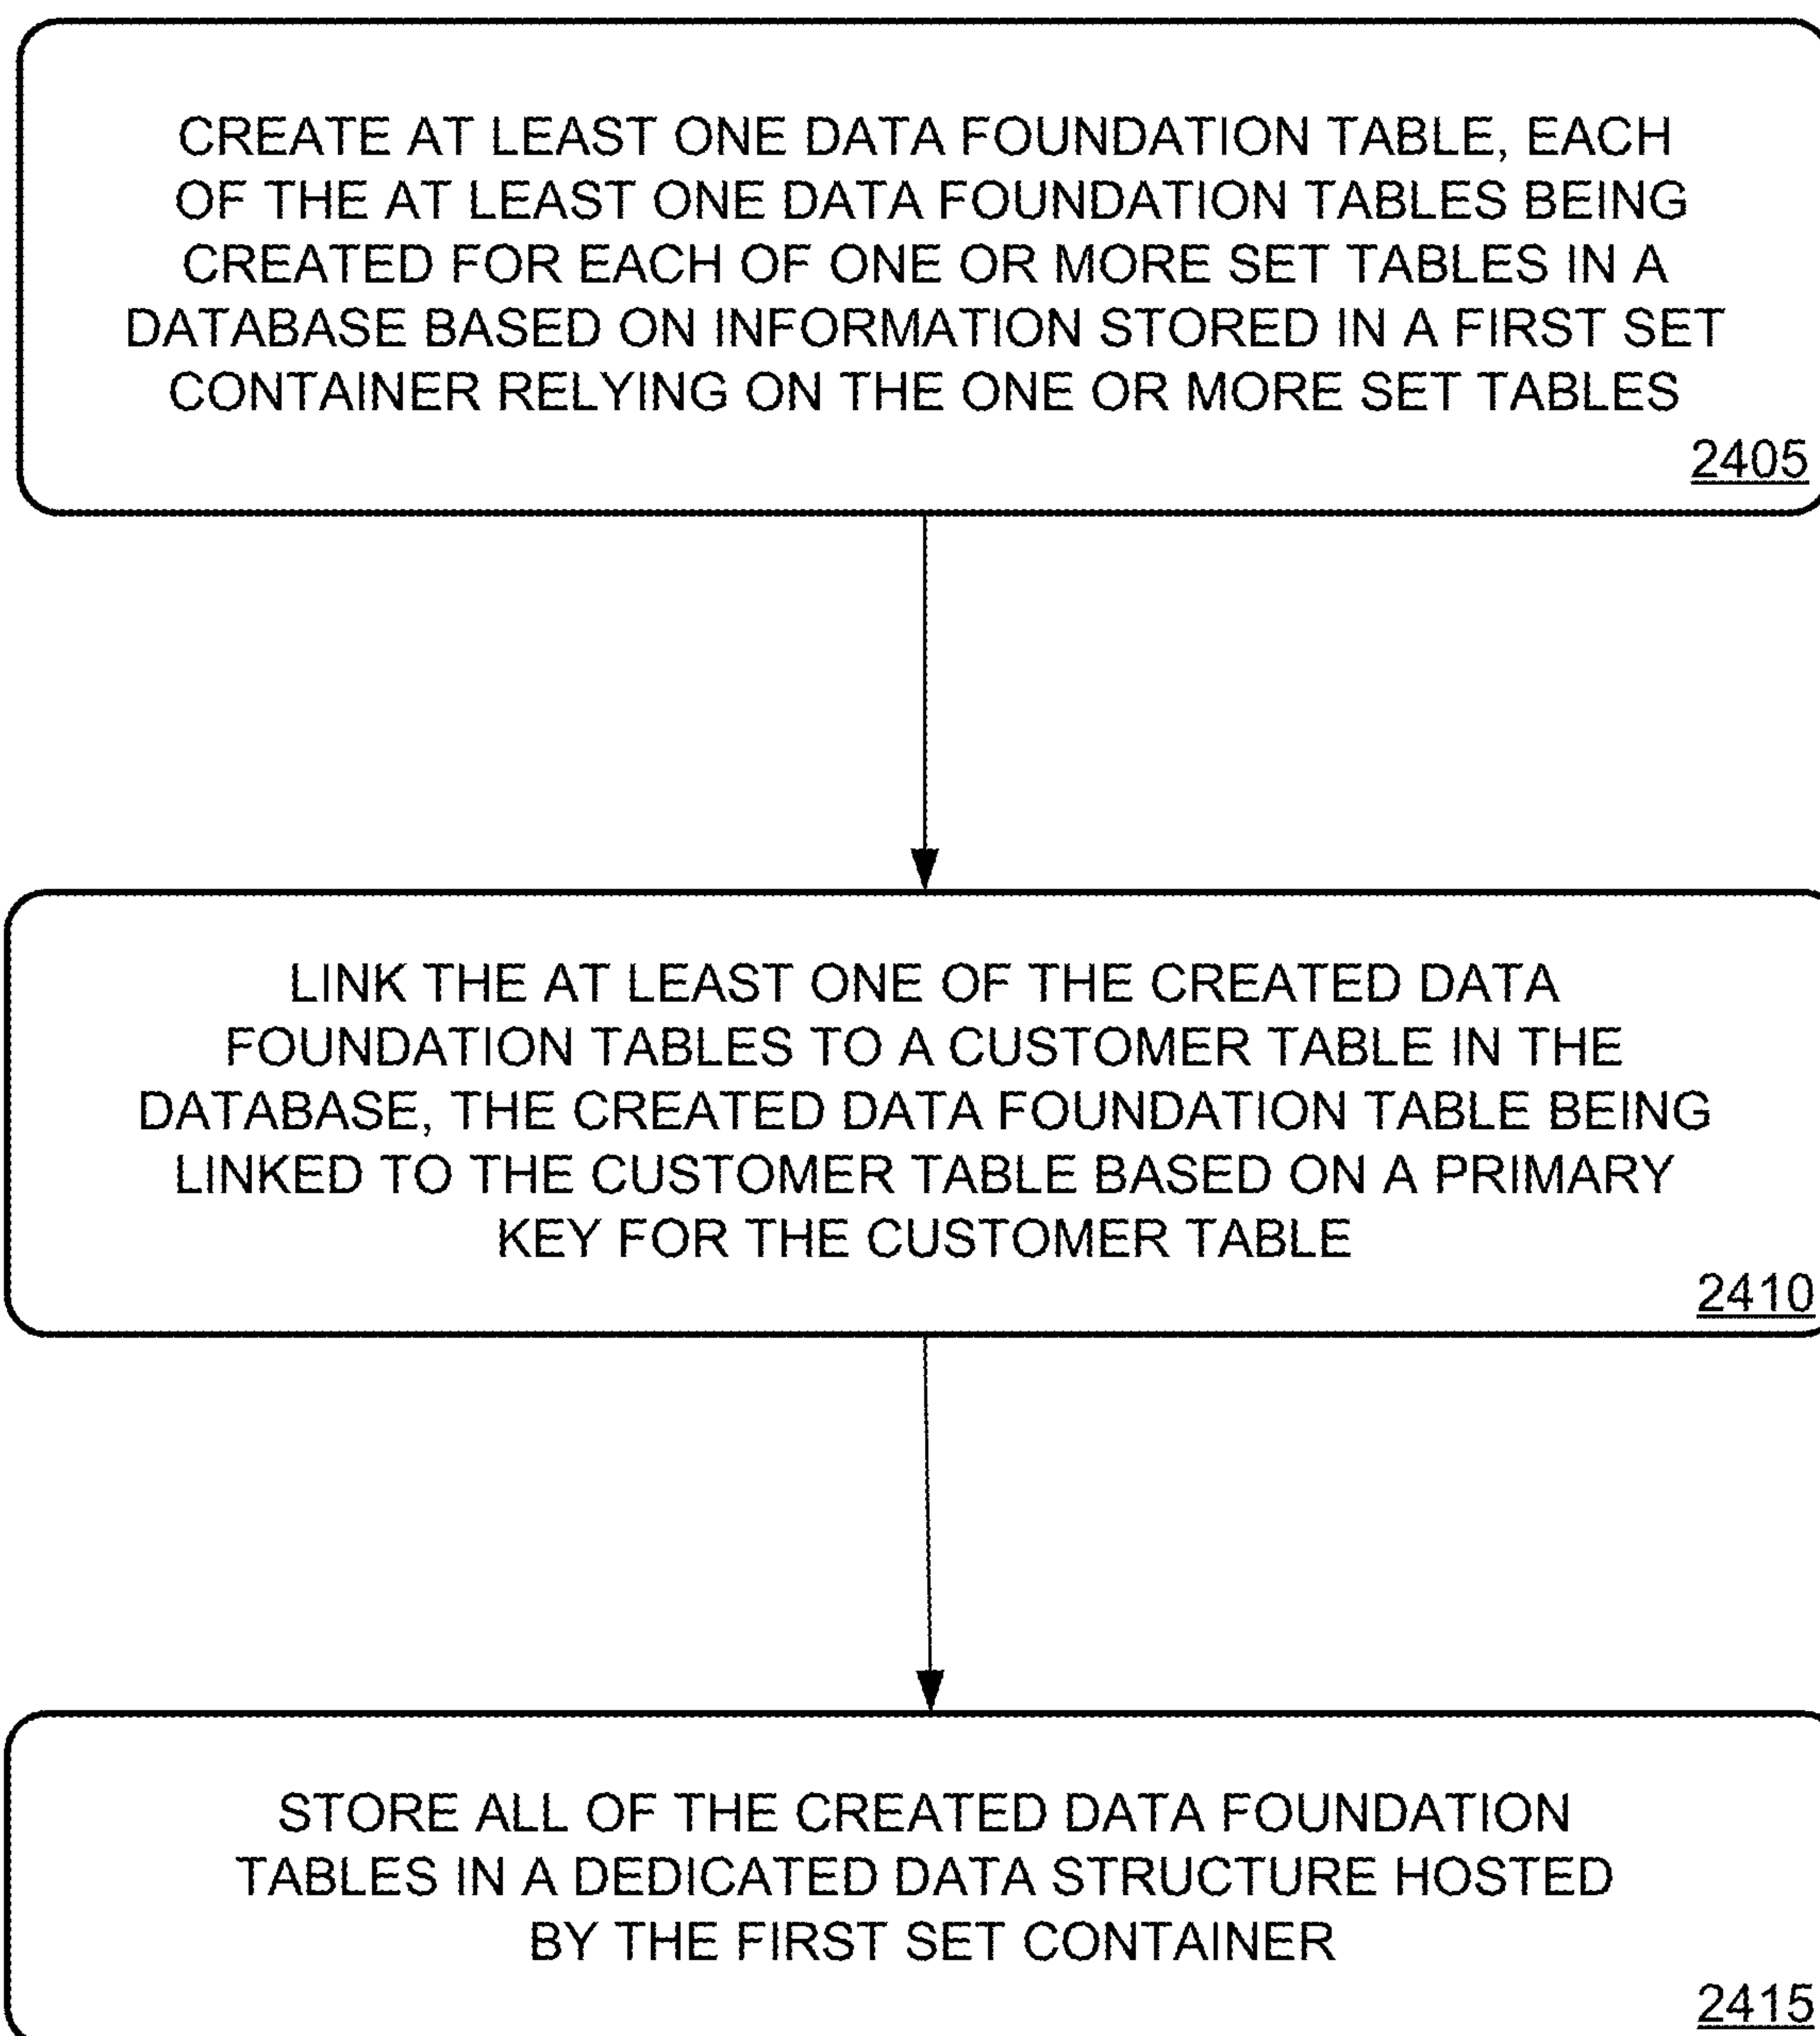 CREATE AT LEAST ONE DATA FOUNDATION TABLE, EACH
OF THE AT LEAST ONE DATA FOUNDATION TABLES BEING
CREATED FOR EACH OF ONE OR MORE SET TABLES IN A
DATABASE BASED ON INFORMATION STORED IN A FIRST SET
CONTAINER RELYING ON THE ONE OR MORE SET TABLES
2405
LINK THE AT LEAST ONE OF THE CREATED DATA
FOUNDATION TABLES TO A CUSTOMER TABLE IN THE
DATABASE, THE CREATED DATA FOUNDATION TABLE BEING
LINKED TO THE CUSTOMER TABLE BASED ON A PRIMARY
KEY FOR THE CUSTOMER TABLE
2410
STORE ALL OF THE CREATED DATA FOUNDATION
TABLES IN A DEDICATED DATA STRUCTURE HOSTED
BY THE FIRST SET CONTAINER
2415